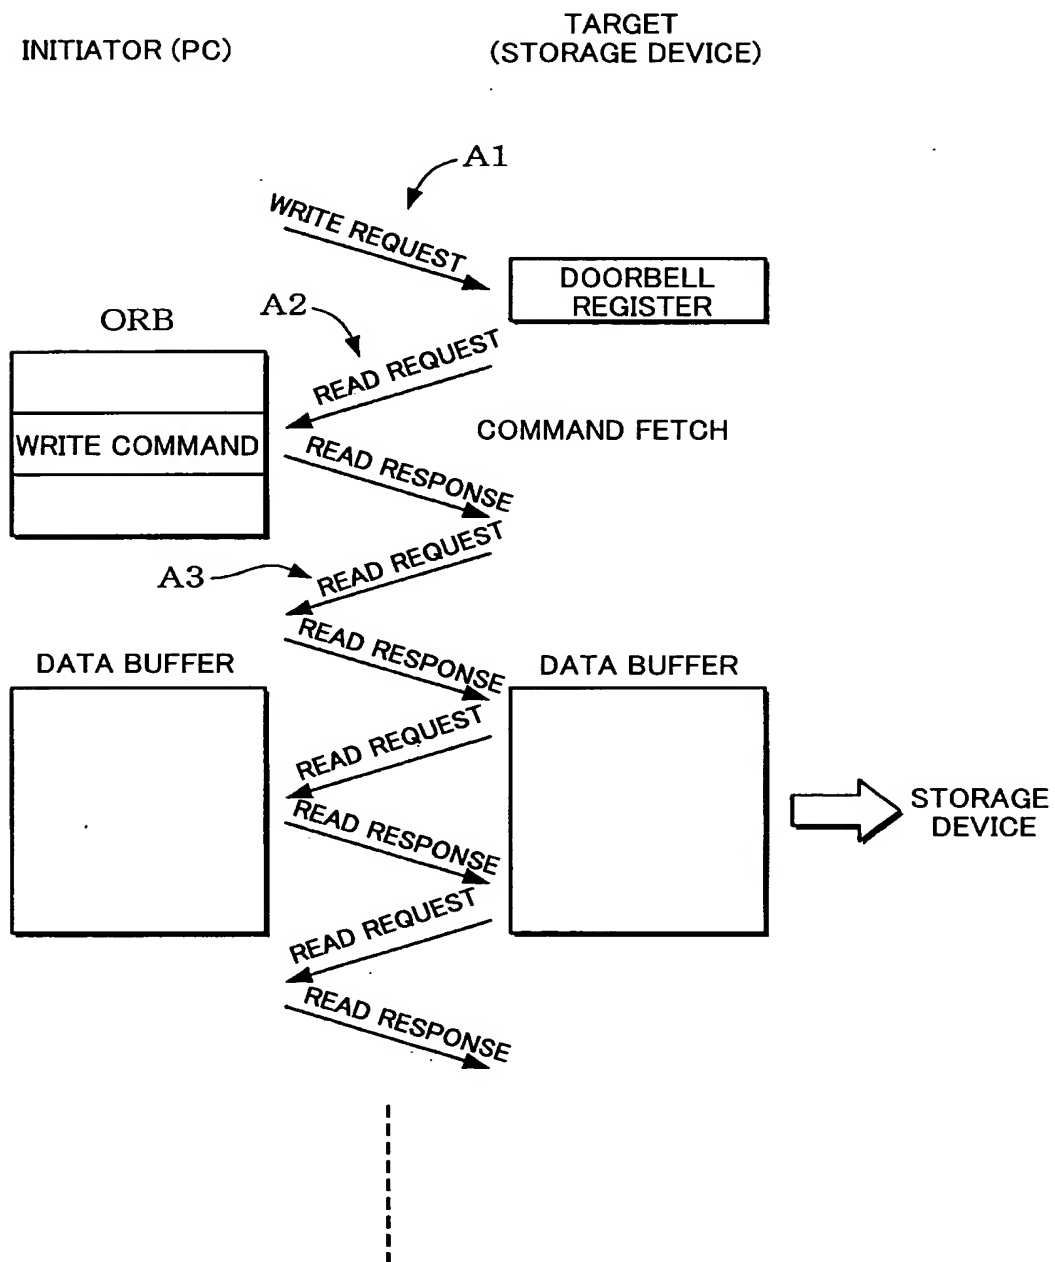 INITIATOR (PC)
TARGET
(STORAGE DEVICE)
A1
WRITE REQUEST
DOORBELL
REGISTER
A2
ORB
READ REQUEST
WRITE COMMAND
COMMAND FETCH
READ RESPONSE
READ REQUEST
A3
READ RESPONSE
DATA BUFFER
DATA BUFFER
READ REQUEST
STORAGE
DEVICE
READ RESPONSE
READ REQUEST
READ RESPONSE